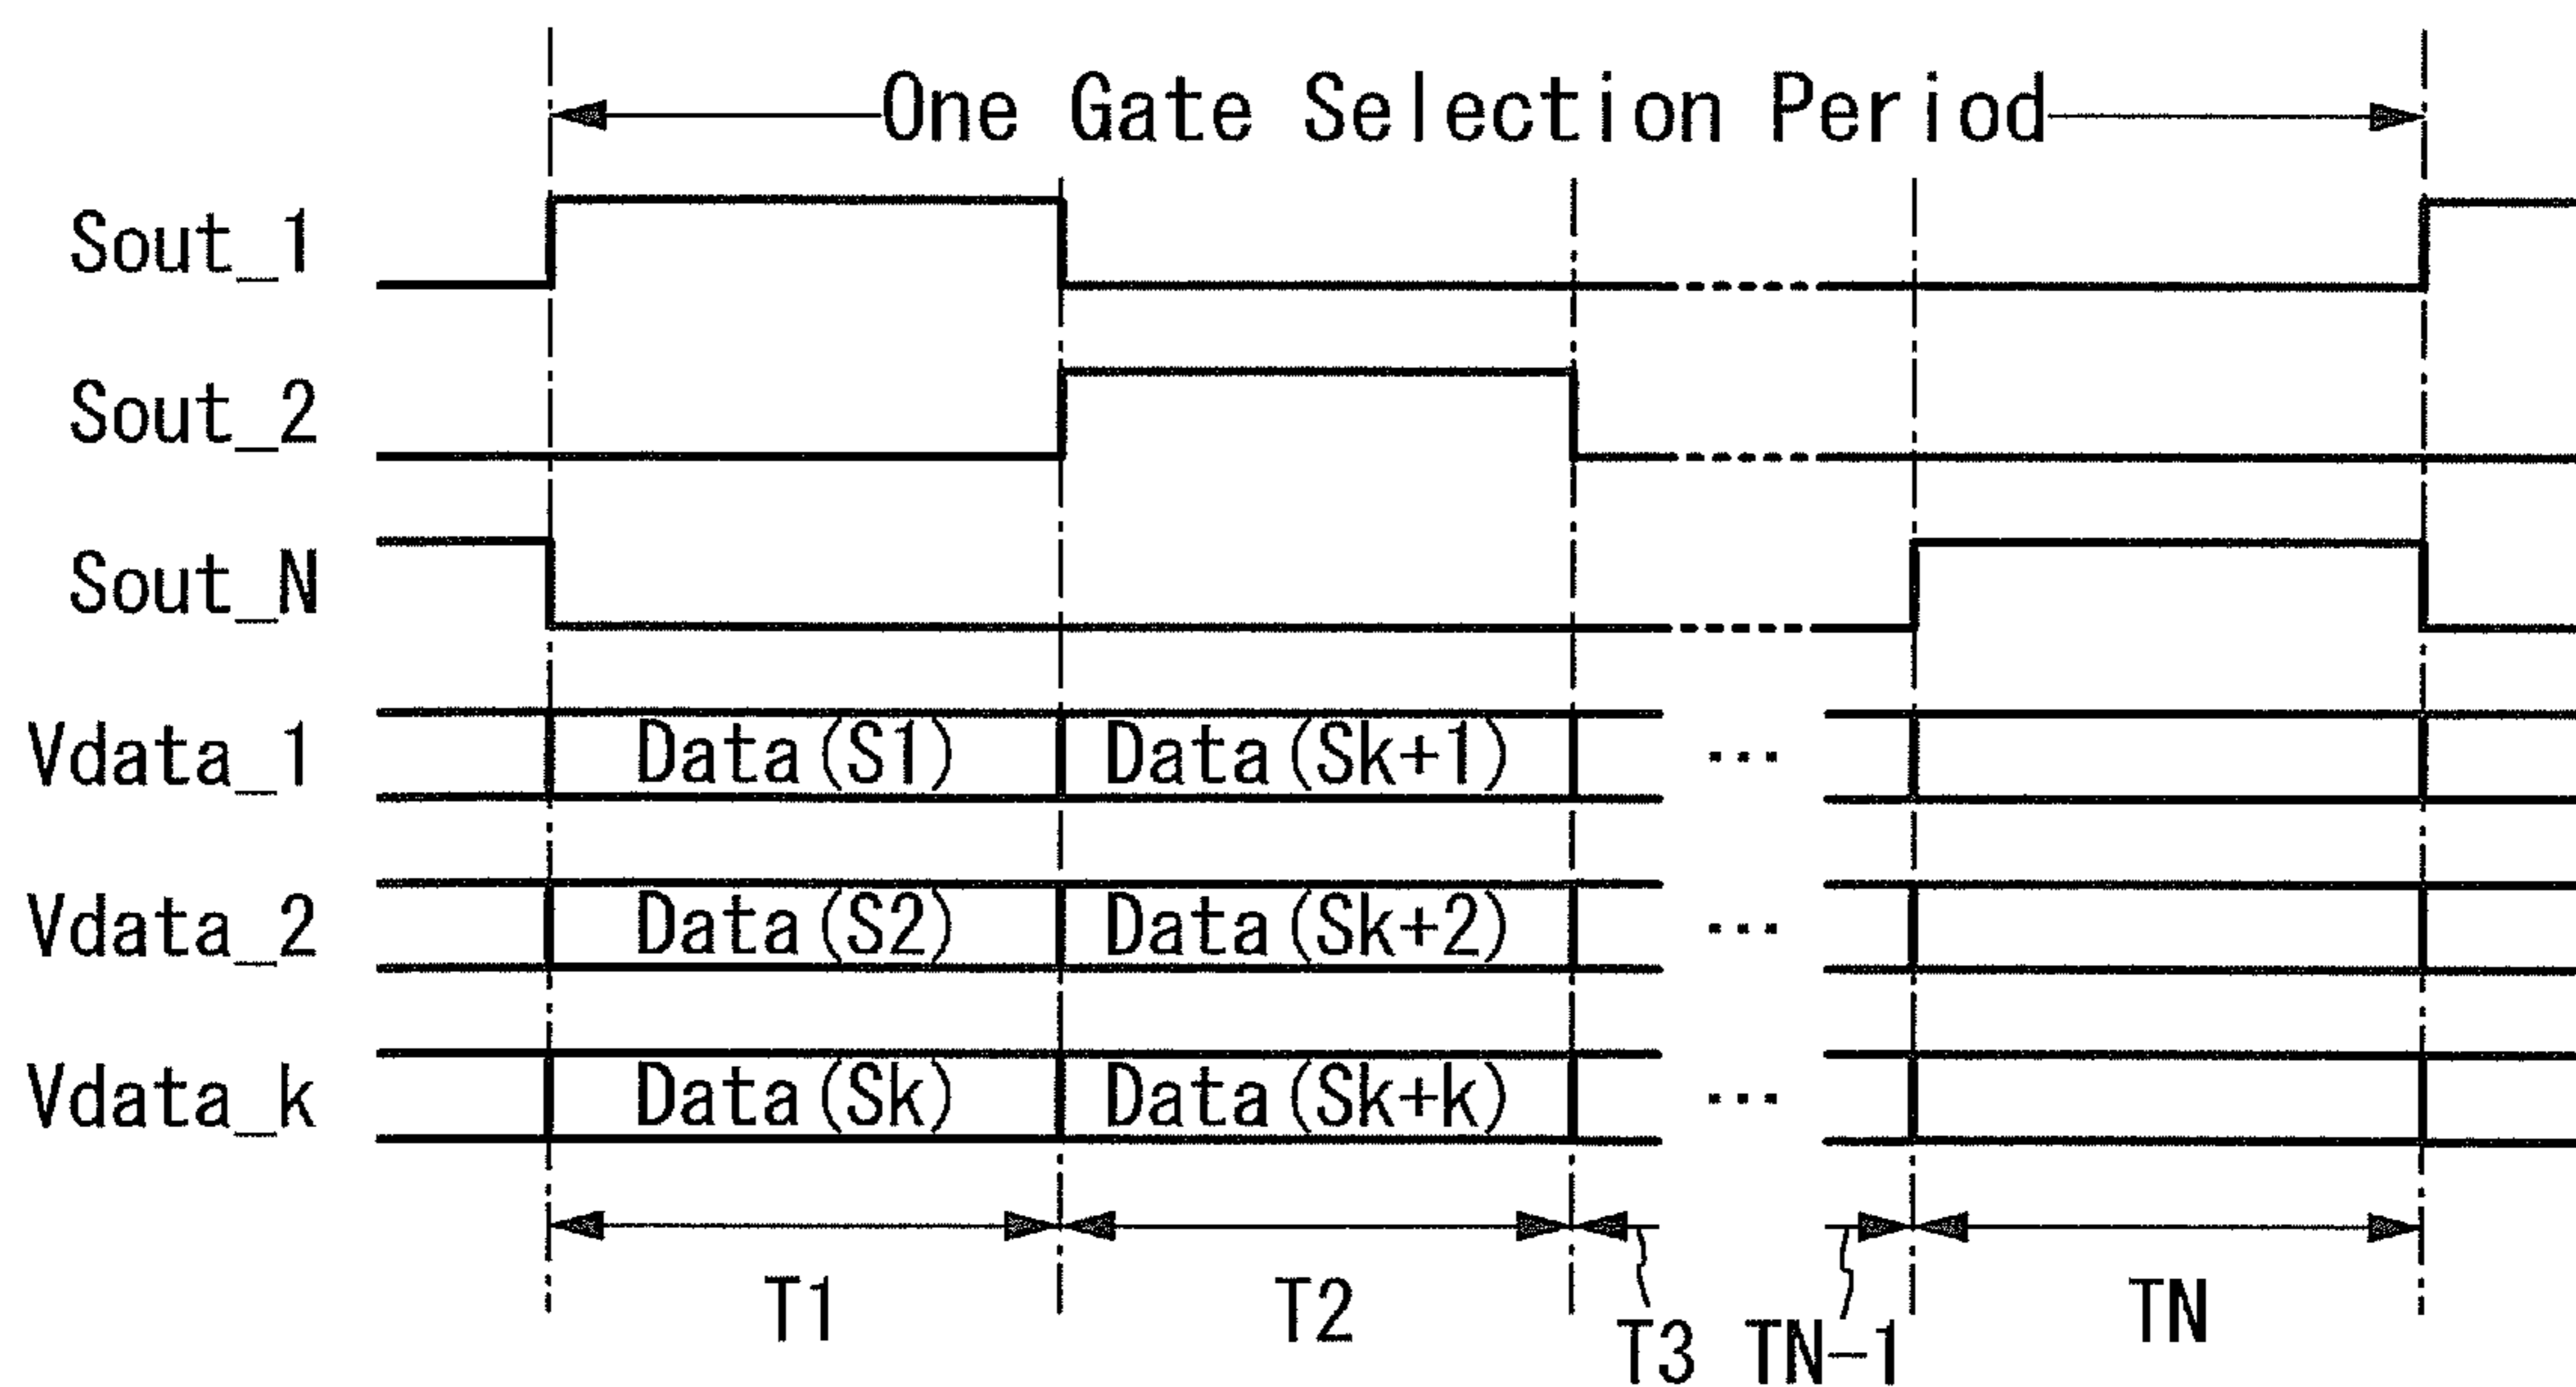 One Gate Selection Period
Sout_1
Sout_2
Sout_N
Vdata_1 Data(S1) Data(Sk+1) ...
Vdata_2 Data(S2) Data(Sk+2) ...
Vdata_k Data(Sk) Data(Sk+k) ...
T1 T2 T3 TN-1 TN